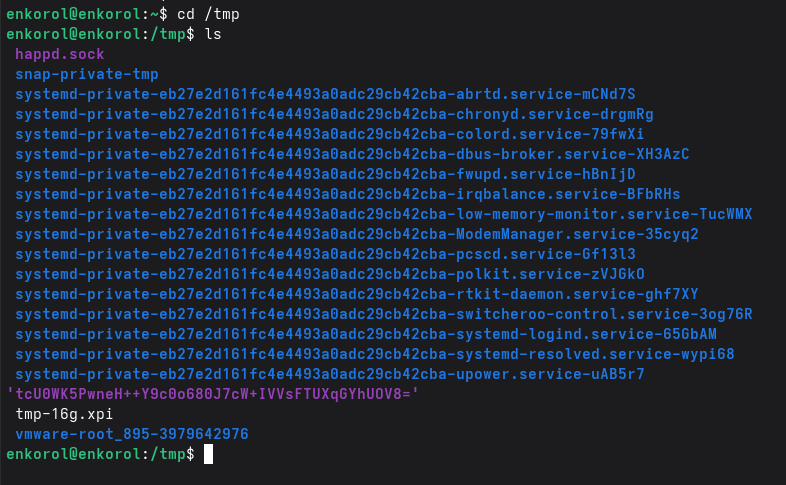 enkorol@enkorol:~$ cd /tmp
enkorol@enkorol:/tmp$ ls
happd.sock
snap-private-tmp
systemd-private-eb27e2d161fc4e4493a0adc29cb42cba-abrtd.service-mCNd7S
systemd-private-eb27e2d161fc4e4493a0adc29cb42cba-chronyd.service-drgmRg
systemd-private-eb27e2d161fc4e4493a0adc29cb42cba-colord.service-79fwXi
systemd-private-eb27e2d161fc4e4493a0adc29cb42cba-dbus-broker.service-XH3AzC
systemd-private-eb27e2d161fc4e4493a0adc29cb42cba-fwupd.service-hBnIjD
systemd-private-eb27e2d161fc4e4493a0adc29cb42cba-irqbalance.service-BFbRHs
systemd-private-eb27e2d161fc4e4493a0adc29cb42cba-low-memory-monitor.service-TucWMX
systemd-private-eb27e2d161fc4e4493a0adc29cb42cba-ModemManager.service-35cyq2
systemd-private-eb27e2d161fc4e4493a0adc29cb42cba-pcscd.service-Gf13l3
systemd-private-eb27e2d161fc4e4493a0adc29cb42cba-polkit.service-zVJGkO
systemd-private-eb27e2d161fc4e4493a0adc29cb42cba-rtkit-daemon.service-ghf7XY
systemd-private-eb27e2d161fc4e4493a0adc29cb42cba-switcheroo-control.service-3og76R
systemd-private-eb27e2d161fc4e4493a0adc29cb42cba-systemd-logind.service-65GbAM
systemd-private-eb27e2d161fc4e4493a0adc29cb42cba-systemd-resolved.service-wypi68
systemd-private-eb27e2d161fc4e4493a0adc29cb42cba-upower.service-uAB5r7
'tcU0WK5PwneH++Y9c0o680J7cW+IVVsFTUXqGYhUOV8='
tmp-16g.xpi
vmware-root_895-3979642976
enkorol@enkorol:/tmp$